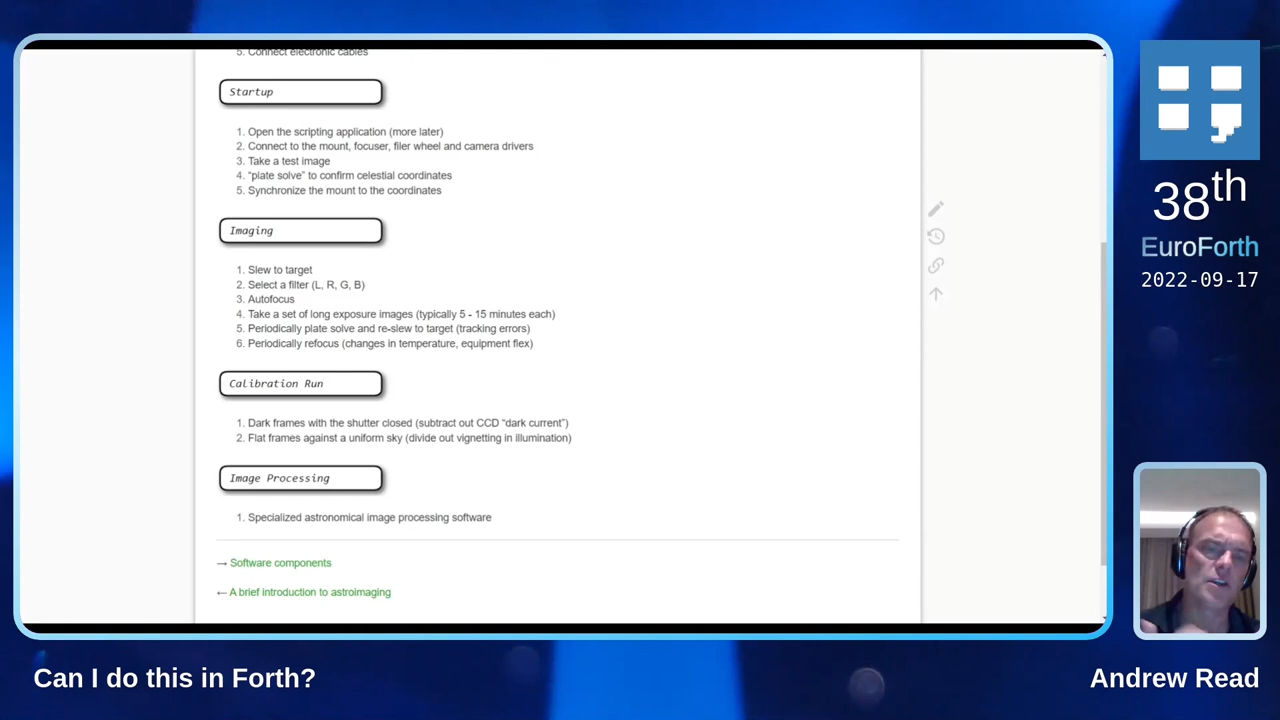 5. Connect electronic cables
Startup
1. Open the scripting application (more later)
2. Connect to the mount, focuser, filer wheel and camera drivers
3. Take a test image
4. “plate solve” to confirm celestial coordinates
5. Synchronize the mount to the coordinates
Imaging
1. Slew to target
2. Select a filter (L, R, G, B)
3. Autofocus
4. Take a set of long exposure images (typically 5 - 15 minutes each)
5. Periodically plate solve and re-slew to target (tracking errors)
6. Periodically refocus (changes in temperature, equipment flex)
Calibration Run
1. Dark frames with the shutter closed (subtract out CCD “dark current”)
2. Flat frames against a uniform sky (divide out vignetting in illumination)
Image Processing
1. Specialized astronomical image processing software
→ Software components
← A brief introduction to astroimaging
38th
EuroForth
2022-09-17
Can I do this in Forth?
Andrew Read